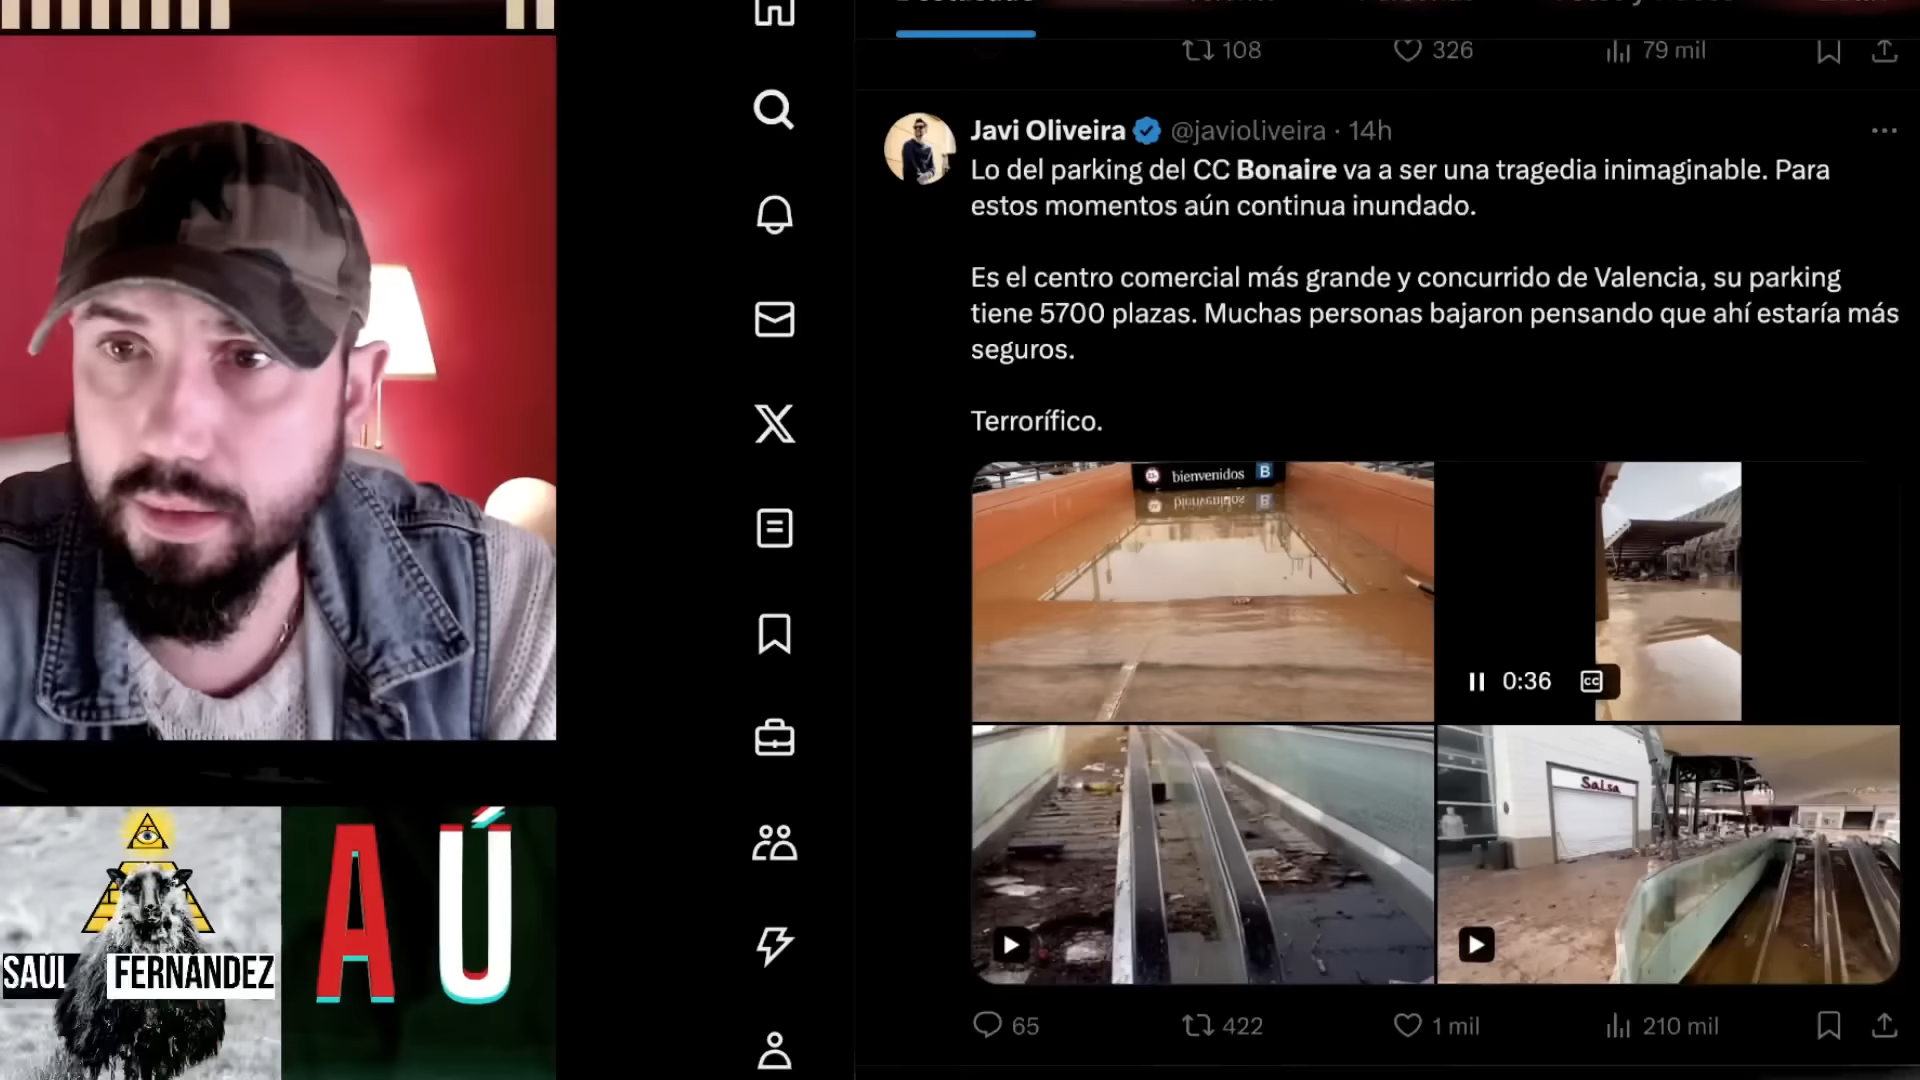 108
326
79 mil
Javi Oliveira @javioliveira · 14h
Lo del parking del CC Bonaire va a ser una tragedia inimaginable. Para
estos momentos aún continua inundado.
Es el centro comercial más grande y concurrido de Valencia, su parking
tiene 5700 plazas. Muchas personas bajaron pensando que ahí estaría más
seguros.
Terrorífico.
bienvenidos B
0:36 CC
Salsa
65
422
1 mil
210 mil
SAUL FERNANDEZ
A Ú